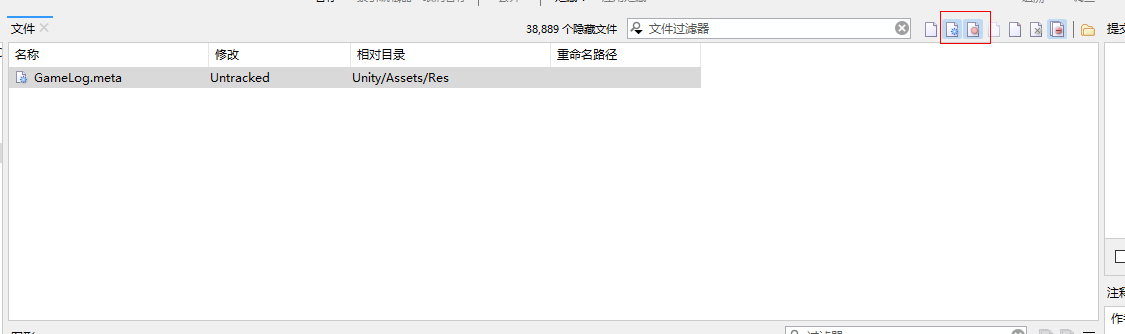 文件
38,889 个隐藏文件
文件过滤器
提交
名称 修改 相对目录 重命名路径
GameLog.meta Untracked Unity/Assets/Res
注释
过滤器